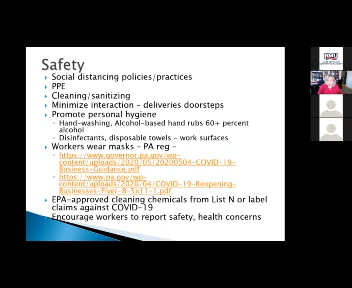 Safety
Social distancing policies/practices
PPE
Cleaning/sanitizing
Minimize interaction – deliveries doorsteps
Promote personal hygiene
Hand-washing, Alcohol-based hand rubs 60+ percent
alcohol
Disinfectants, disposable towels – work surfaces
Workers wear masks – PA reg –
https://www.governor.pa.gov/wp-
content/uploads/2020/05/20200504-COVID-19-
Business-Guidance.pdf
https://www.pa.gov/wp-
content/uploads/2020/04/COVID-19-Reopening-
Businesses-Flyer-8-5x11-1.pdf
EPA-approved cleaning chemicals from List N or label
claims against COVID-19
Encourage workers to report safety, health concerns